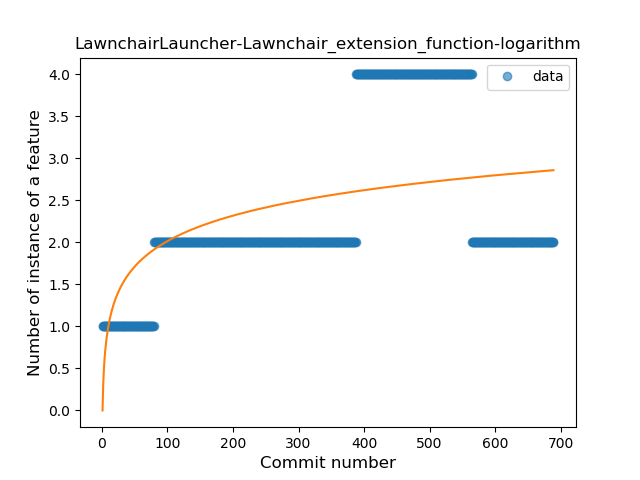 LawnchairLauncher-Lawnchair_extension_function-logarithm
data
Number of instance of a feature
4.0
3.5
3.0
2.5
2.0
1.5
1.0
0.5
0.0
0 100 200 300 400 500 600 700
Commit number